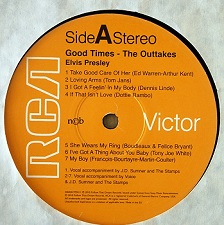 Side A Stereo
Good Times - The Outtakes
Elvis Presley
1 Take Good Care Of Her (Ed Warren-Arthur Kent)
2 Loving Arms (Tom Jans)
3 I Got A Feelin' In My Body (Dennis Linde)
4 If That Isn't Love (Dottie Rambo)
RCA
Victor
5 She Wears My Ring (Boudleaux & Felice Bryant)
6 I've Got A Thing About You Baby (Tony Joe White)
7 My Boy (Francois-Bourtayre-Martin-Coulter)
1. Vocal accompaniment by J.D. Sumner and The Stamps
2-7. Vocal accompaniment by Voice
and J.D. Sumner and The Stamps